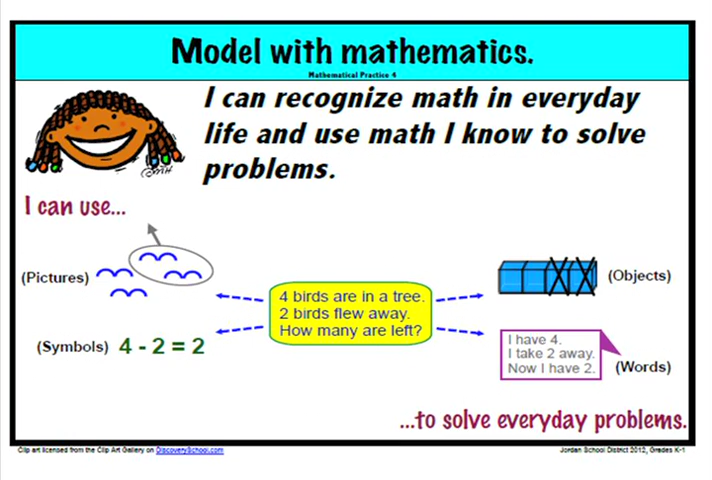 Model with mathematics.
Mathematical Practice 4
I can recognize math in everyday
life and use math I know to solve
problems.
I can use...
(Pictures)
4 birds are in a tree.
2 birds flew away.
How many are left?
(Objects)
(Symbols) 4 - 2 = 2
I have 4.
I take 2 away.
Now I have 2.
(Words)
...to solve everyday problems.
Clip art licensed from the Clip Art Gallery on DiscoverySchool.com
Jordan School District 2012, Grades K-1